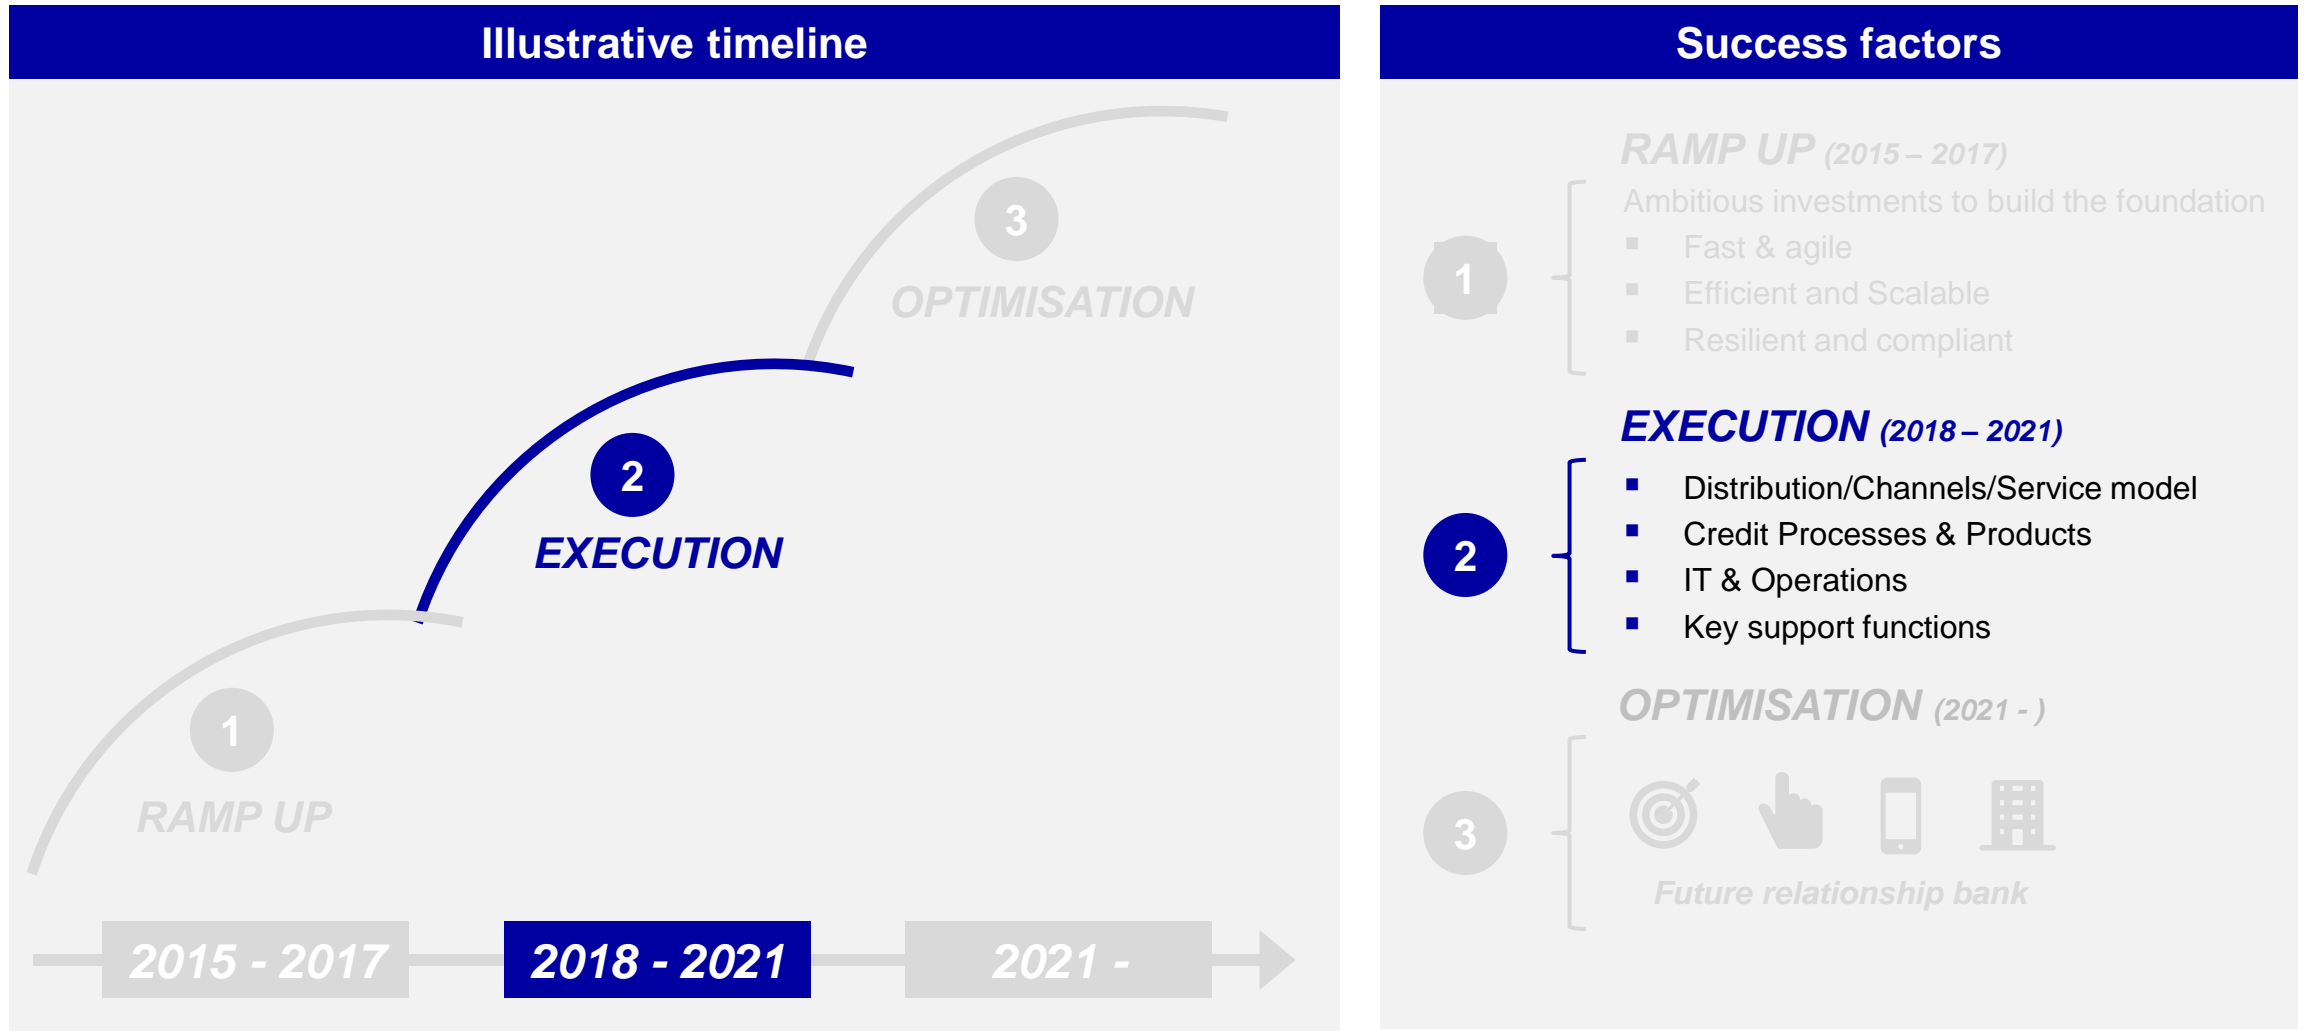 Illustrative timeline
3
OPTIMISATION
2
EXECUTION
1
RAMP UP
2015 - 2017
2018 - 2021
2021 -
Success factors
RAMP UP (2015 – 2017)
Ambitious investments to build the foundation
1
▪ Fast & agile
▪ Efficient and Scalable
▪ Resilient and compliant
EXECUTION (2018 – 2021)
2
▪ Distribution/Channels/Service model
▪ Credit Processes & Products
▪ IT & Operations
▪ Key support functions
OPTIMISATION (2021 - )
3
Future relationship bank